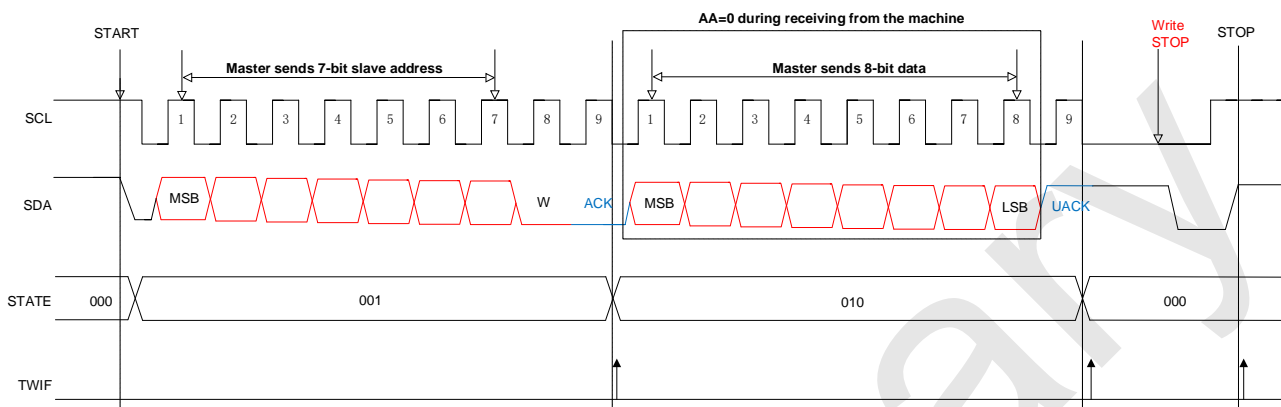 AA=0 during receiving from the machine
START
Write
STOP
STOP
Master sends 7-bit slave address
Master sends 8-bit data
SCL
1 2 3 4 5 6 7 8 9 1 2 3 4 5 6 7 8 9
SDA
MSB W ACK MSB LSB UACK
STATE 000 001 010 000
TWIF